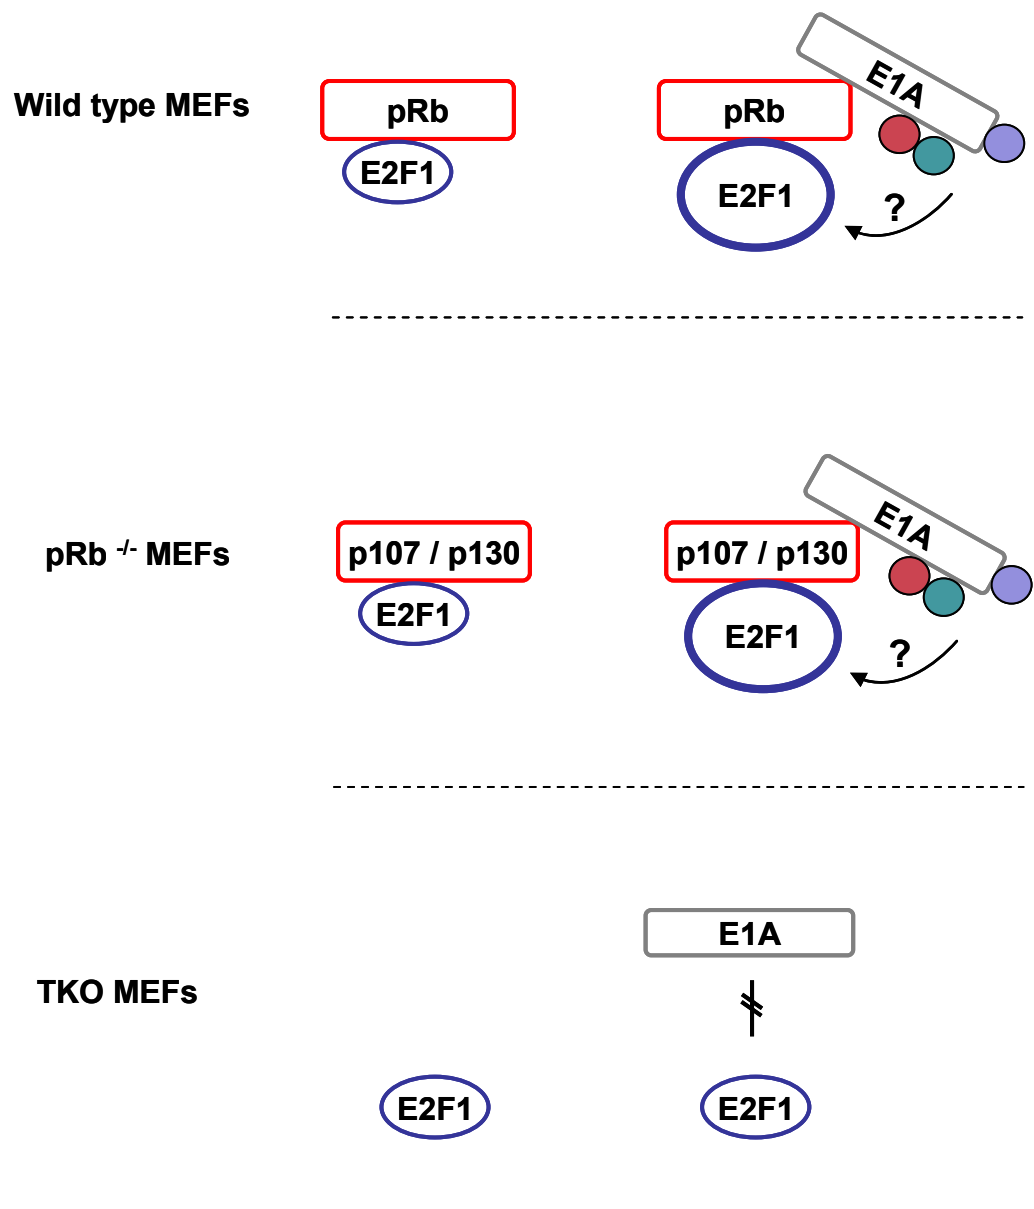 E1A
Wild type MEFs
pRb
pRb
E2F1
E2F1
?
E1A
pRb -/- MEFs
p107 / p130
p107 / p130
E2F1
E2F1
?
E1A
TKO MEFs
E2F1
E2F1